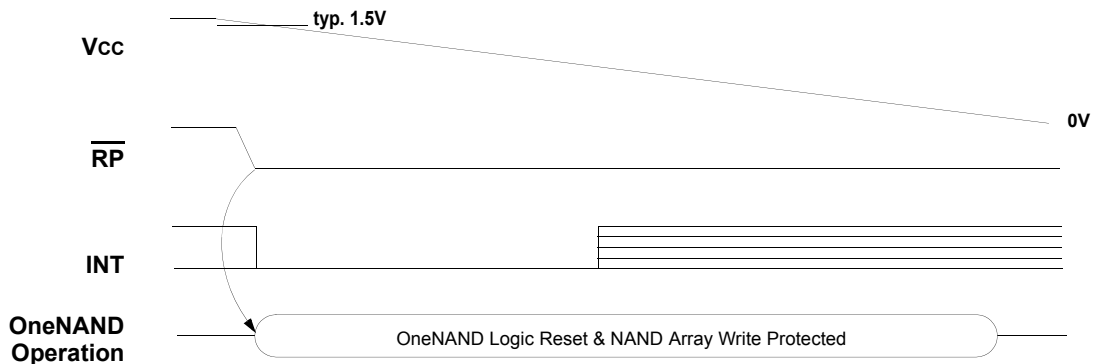 typ. 1.5V
Vcc
0V
RP
INT
OneNAND
Operation
OneNAND Logic Reset & NAND Array Write Protected